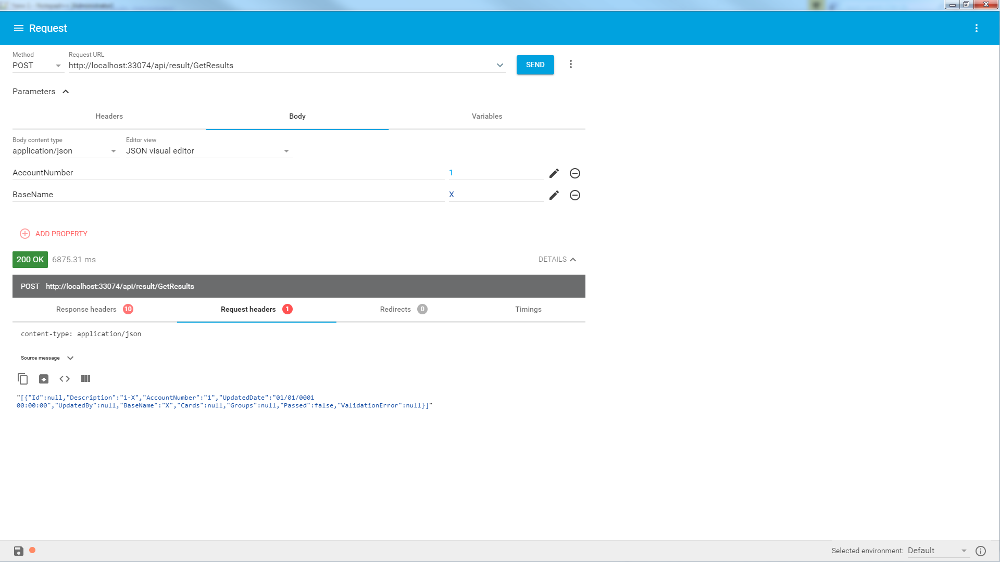 Request
Method
Request URL
POST
http://localhost:33074/api/result/GetResults
SEND
Parameters
Headers
Body
Variables
Body content type
Editor view
application/json
JSON visual editor
AccountNumber
1
BaseName
X
ADD PROPERTY
200 OK
6875.31 ms
DETAILS
POST http://localhost:33074/api/result/GetResults
Response headers 10
Request headers 1
Redirects 0
Timings
content-type: application/json
Source message
"[{"Id":null,"Description":"1-X","AccountNumber":"1","UpdatedDate":"01/01/0001
00:00:00","UpdatedBy":null,"BaseName":"X","Cards":null,"Groups":null,"Passed":false,"ValidationError":null}]"
Selected environment: Default